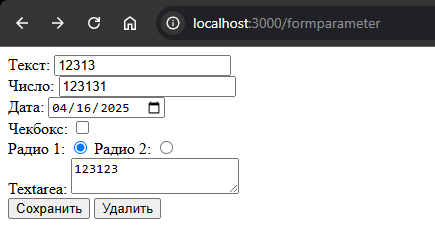 localhost:3000/formparameter
Текст: 12313
Число: 123131
Дата: 04/16/2025
Чекбокс:
Радио 1: Радио 2:
123123
Textarea:
Сохранить Удалить